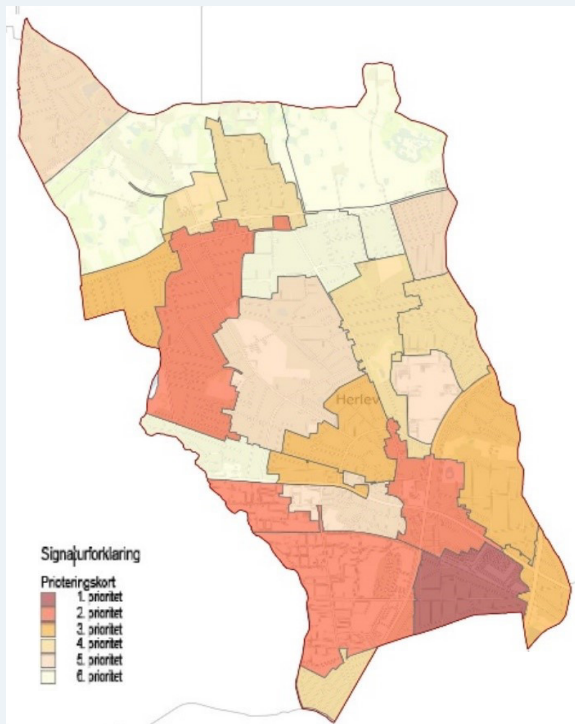 Herlev
Signaturforklaring
Prioteringskort
1. prioritet
2. prioritet
3. prioritet
4. prioritet
5. prioritet
6. prioritet